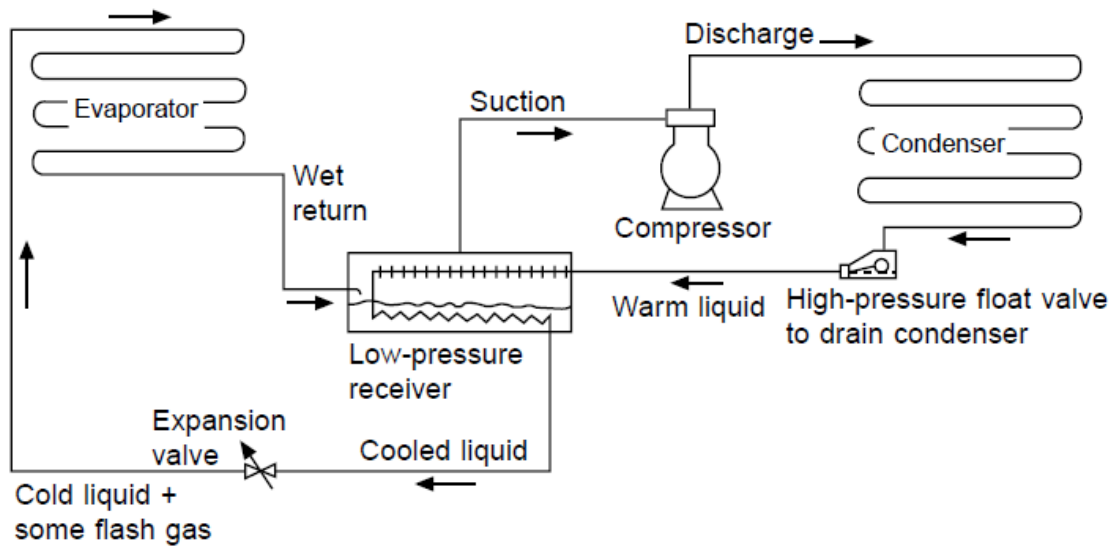 Discharge
Evaporator
Suction
Condenser
Wet
return
Compressor
Warm liquid
High-pressure float valve
to drain condenser
Low-pressure
receiver
Expansion
valve
Cooled liquid
Cold liquid +
some flash gas